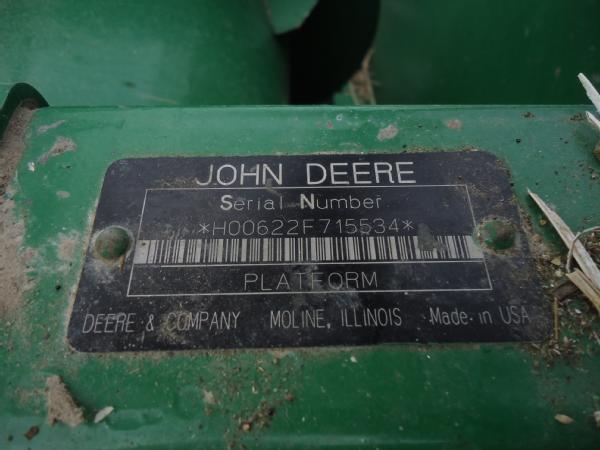 JOHN DEERE
Serial Number
*H00622F715534*
PLATFORM
DEERE & COMPANY MOLINE, ILLINOIS Made in USA